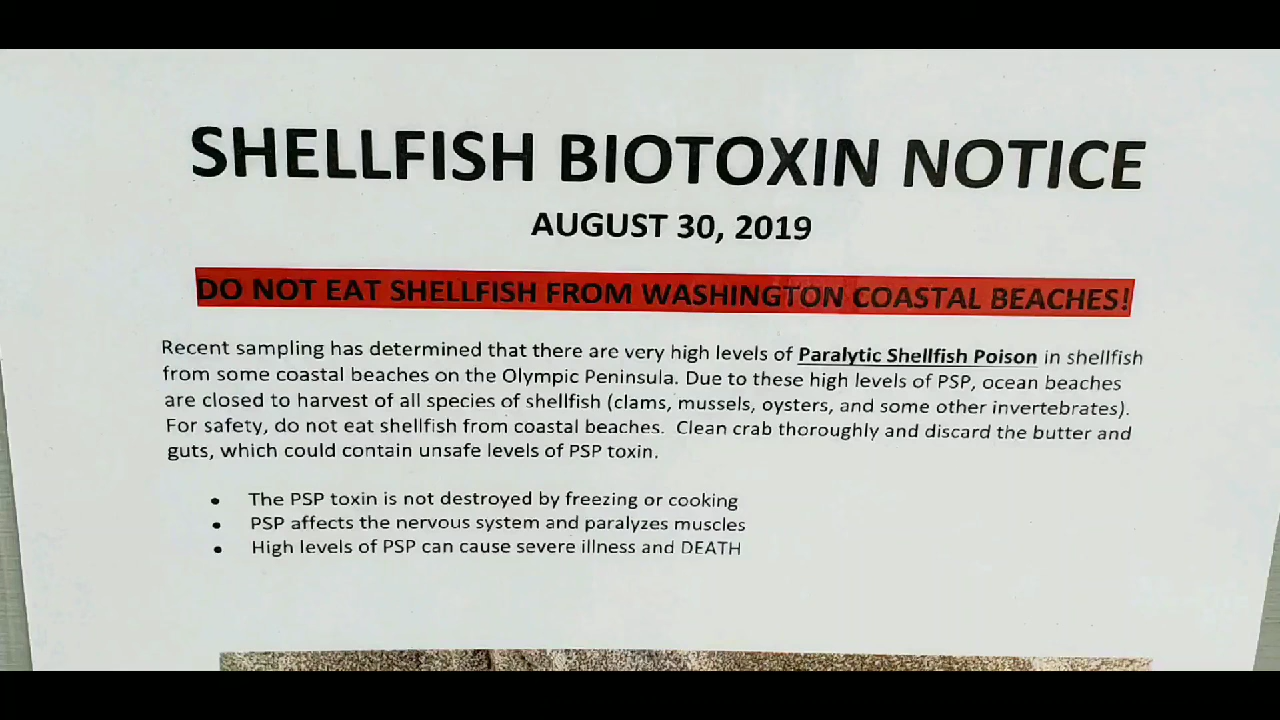 SHELLFISH BIOTOXIN NOTICE
AUGUST 30, 2019
DO NOT EAT SHELLFISH FROM WASHINGTON COASTAL BEACHES!
Recent sampling has determined that there are very high levels of Paralytic Shellfish Poison in shellfish
from some coastal beaches on the Olympic Peninsula. Due to these high levels of PSP, ocean beaches
are closed to harvest of all species of shellfish (clams, mussels, oysters, and some other invertebrates).
For safety, do not eat shellfish from coastal beaches. Clean crab thoroughly and discard the butter and
guts, which could contain unsafe levels of PSP toxin.
• The PSP toxin is not destroyed by freezing or cooking
• PSP affects the nervous system and paralyzes muscles
• High levels of PSP can cause severe illness and DEATH